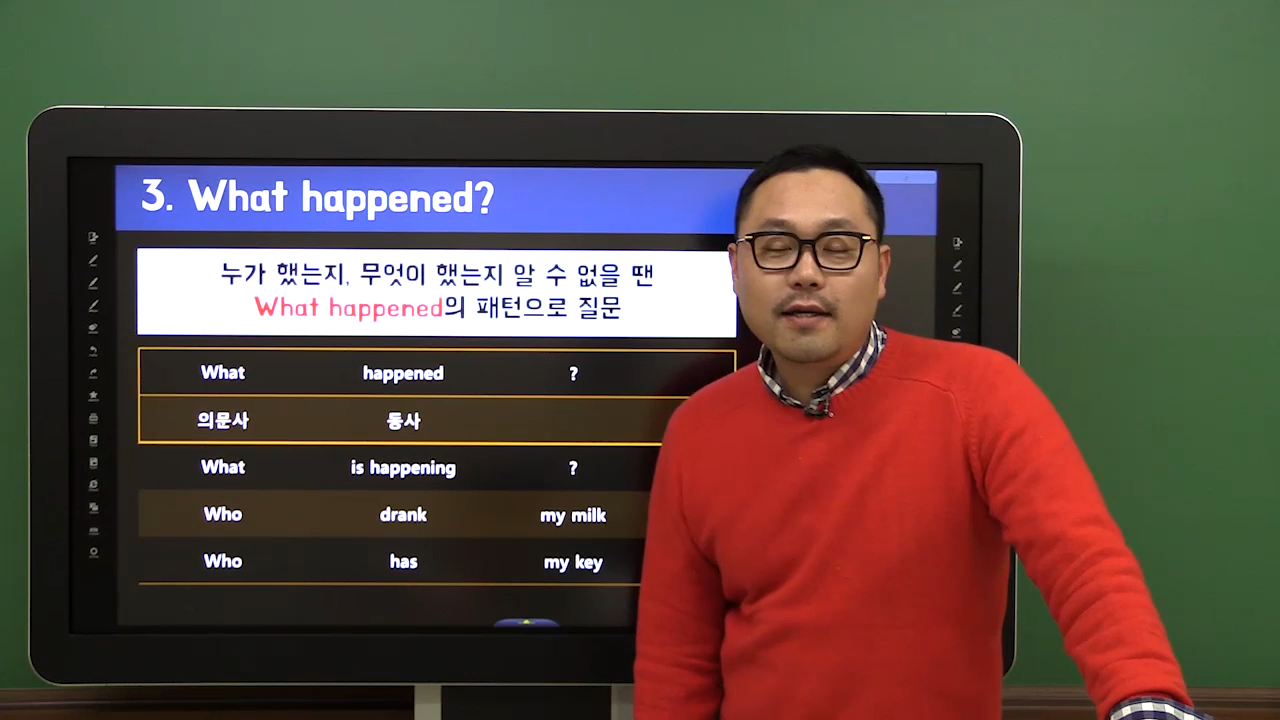 3. What happened?
누가 했는지, 무엇이 했는지 알 수 없을 땐
What happened의 패턴으로 질문
What happened ?
의문사 동사
What is happening ?
Who drank my milk
Who has my key